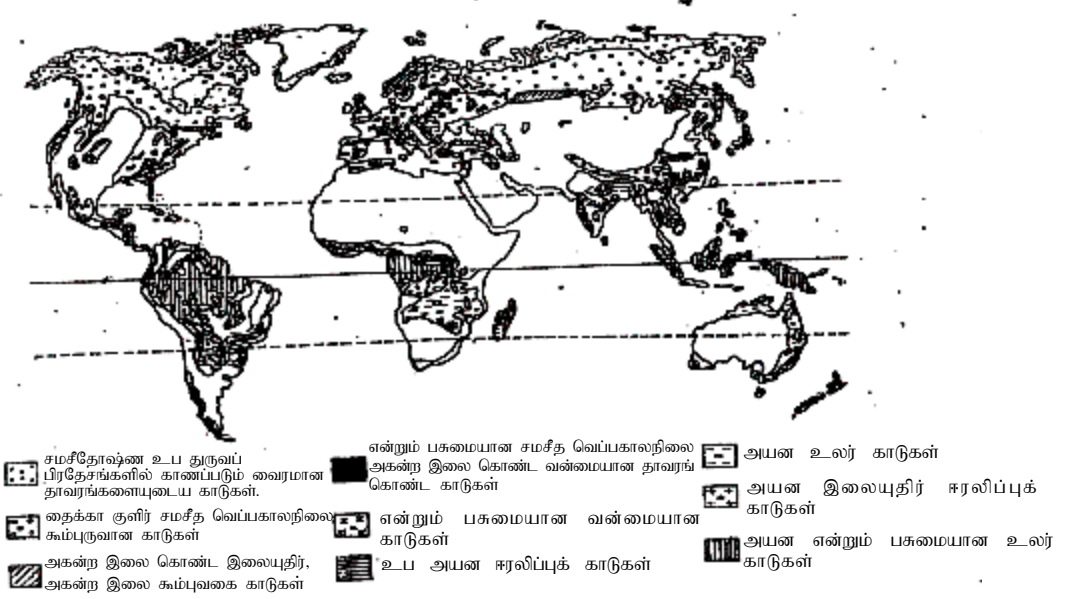 சமசீதோஷ்ண உப துருவப்
பிரதேசங்களில் காணப்படும் வைரமான
தாவரங்களையுடைய காடுகள்.
தைக்கா குளிர் சமசீத வெப்பகாலநிலை
கூம்புருவான காடுகள்
அகன்ற இலை கொண்ட இலையுதிர்,
அகன்ற இலை கூம்புவகை காடுகள்
என்றும் பசுமையான சமசீத வெப்பகாலநிலை
அகன்ற இலை கொண்ட வன்மையான தாவரங்
கொண்ட காடுகள்
என்றும் பசுமையான வன்மையான
காடுகள்
உப அயன ஈரலிப்புக் காடுகள்
அயன உலர் காடுகள்
அயன இலையுதிர் ஈரலிப்புக்
காடுகள்
அயன என்றும் பசுமையான உலர்
காடுகள்